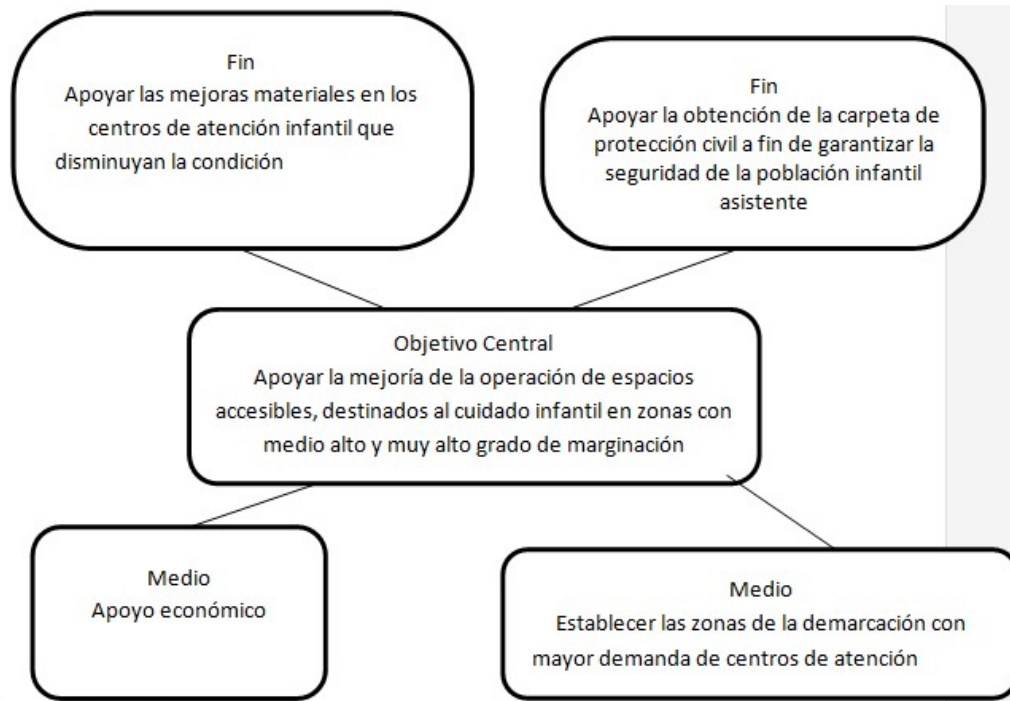 Fin
Apoyar las mejoras materiales en los
centros de atención infantil que
disminuyan la condición
Fin
Apoyar la obtención de la carpeta de
protección civil a fin de garantizar la
seguridad de la población infantil
asistente
Objetivo Central
Apoyar la mejoría de la operación de espacios
accesibles, destinados al cuidado infantil en zonas con
medio alto y muy alto grado de marginación
Medio
Apoyo económico
Medio
Establecer las zonas de la demarcación con
mayor demanda de centros de atención